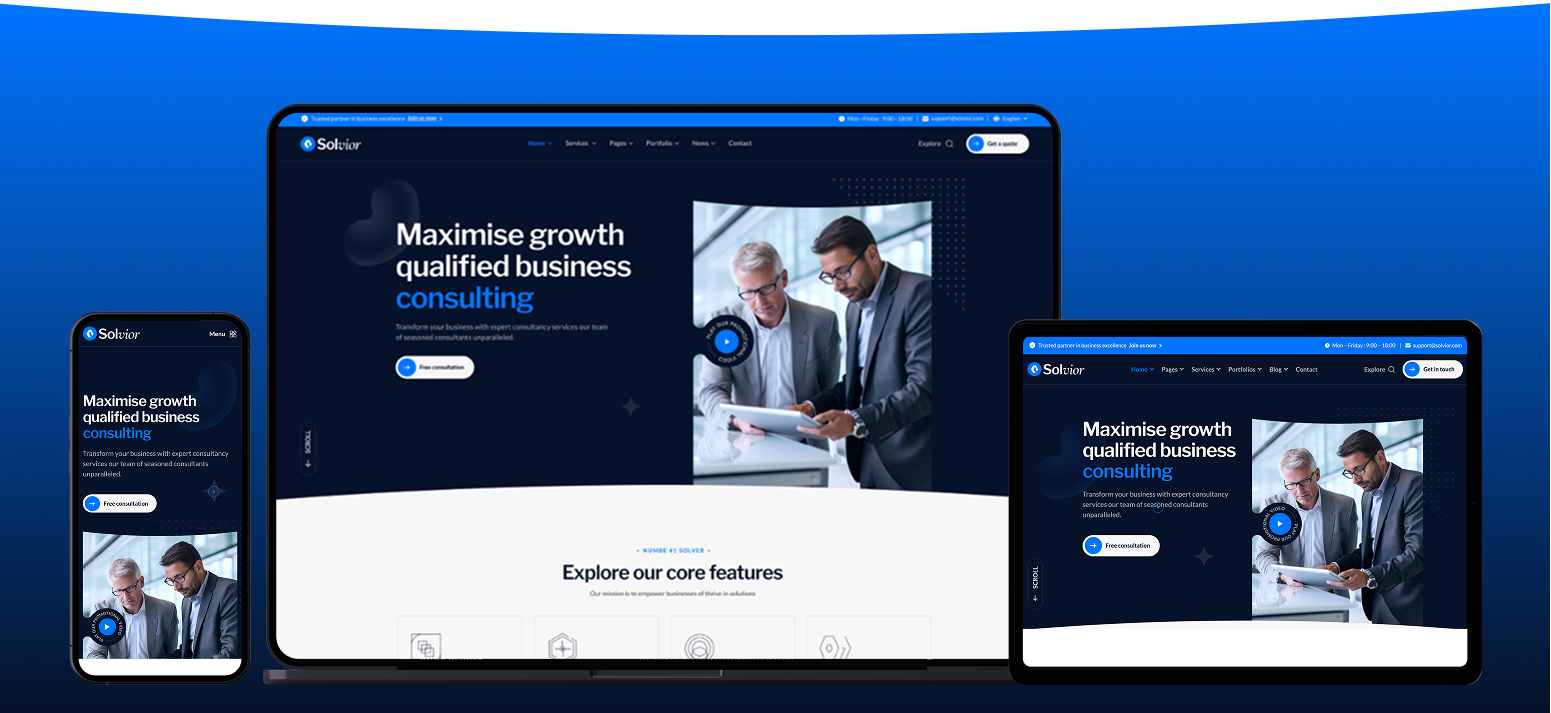 Trusted partner in business excellence Join us now
Mon - Friday : 9:00 - 18:00 | support@solvior.com | English
Solvior
Home Services Pages Portfolio News Contact
Explore
Get a quote
Maximise growth
qualified business
consulting
Transform your business with expert consultancy services our team
of seasoned consultants unparalleled.
Free consultation
PLAY OUR PROMOTIONAL VIDEO
SCROLL
NUMBE #1 SOLVER
Explore our core features
Our mission is to empower businesses of thrive in solutions
Solvior
Menu
Maximise growth
qualified business
consulting
Transform your business with expert consultancy
services our team of seasoned consultants
unparalleled.
Free consultation
PLAY OUR PROMOTIONAL VIDEO
Trusted partner in business excellence Join us now
Mon - Friday : 9:00 - 18:00 | support@solvior.com
Solvior
Home Pages Services Portfolios Blog Contact
Explore
Get in touch
Maximise growth
qualified business
consulting
Transform your business with expert consultancy
services our team of seasoned consultants
unparalleled.
Free consultation
PLAY OUR PROMOTIONAL VIDEO
SCROLL